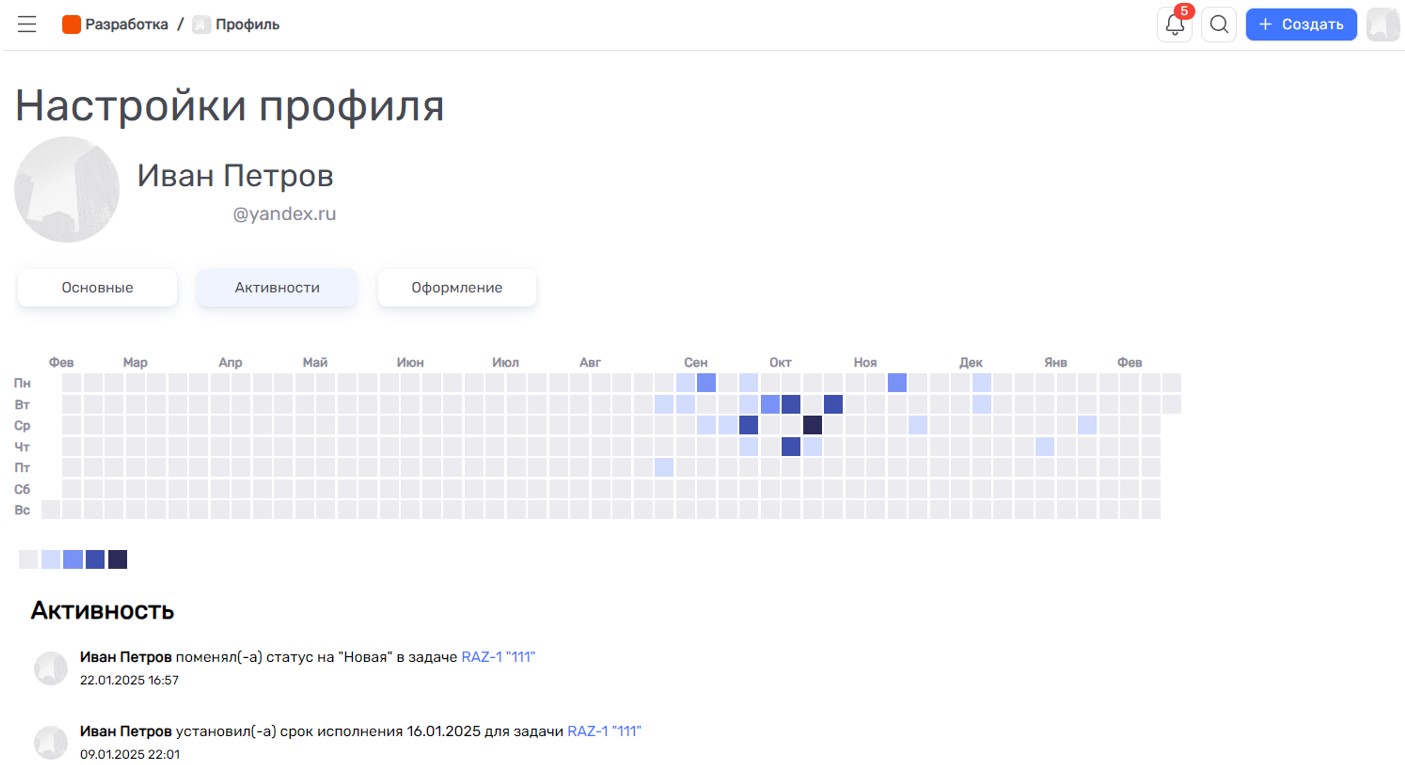 Разработка / Профиль
5
+ Создать
Настройки профиля
Иван Петров
@yandex.ru
Основные Активности Оформление
Фев Мар Апр Май Июн Июл Авг Сен Окт Ноя Дек Янв Фев
Пн
Вт
Ср
Чт
Пт
Сб
Вс
Активность
Иван Петров поменял(-а) статус на "Новая" в задаче RAZ-1 "111"
22.01.2025 16:57
Иван Петров установил(-а) срок исполнения 16.01.2025 для задачи RAZ-1 "111"
09.01.2025 22:01